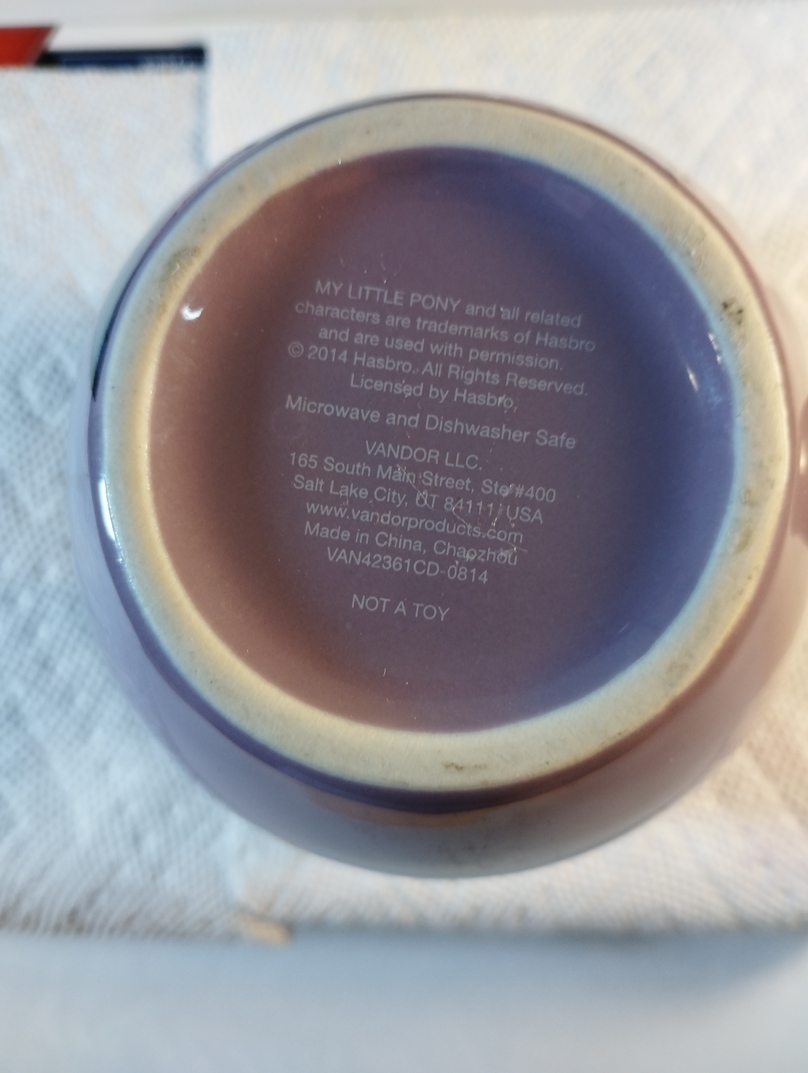 MY LITTLE PONY and all related
characters are trademarks of Hasbro
and are used with permission.
© 2014 Hasbro. All Rights Reserved.
Licensed by Hasbro.
Microwave and Dishwasher Safe
VANDOR LLC.
165 South Main Street, Ste #400
Salt Lake City, UT 84111, USA
www.vandorproducts.com
Made in China, Chaozhou
VAN42361CD-0814
NOT A TOY